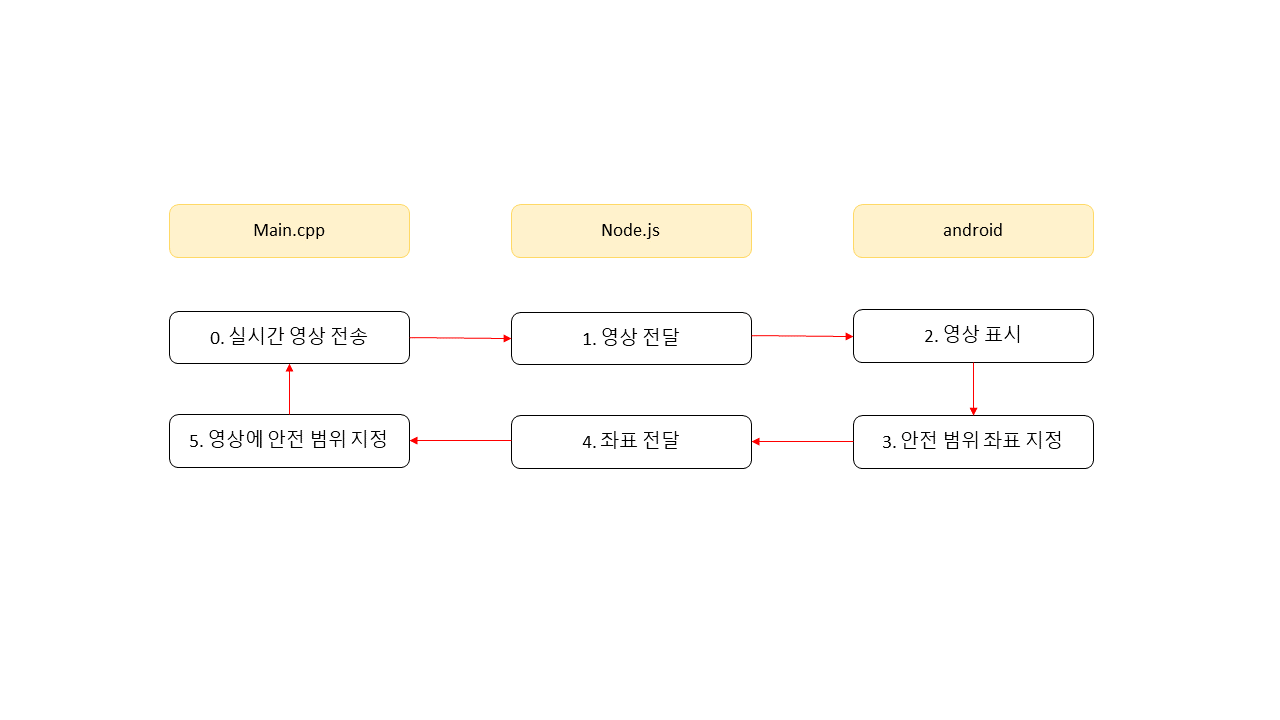 Main.cpp
Node.js
android
0. 실시간 영상 전송
1. 영상 전달
2. 영상 표시
5. 영상에 안전 범위 지정
4. 좌표 전달
3. 안전 범위 좌표 지정